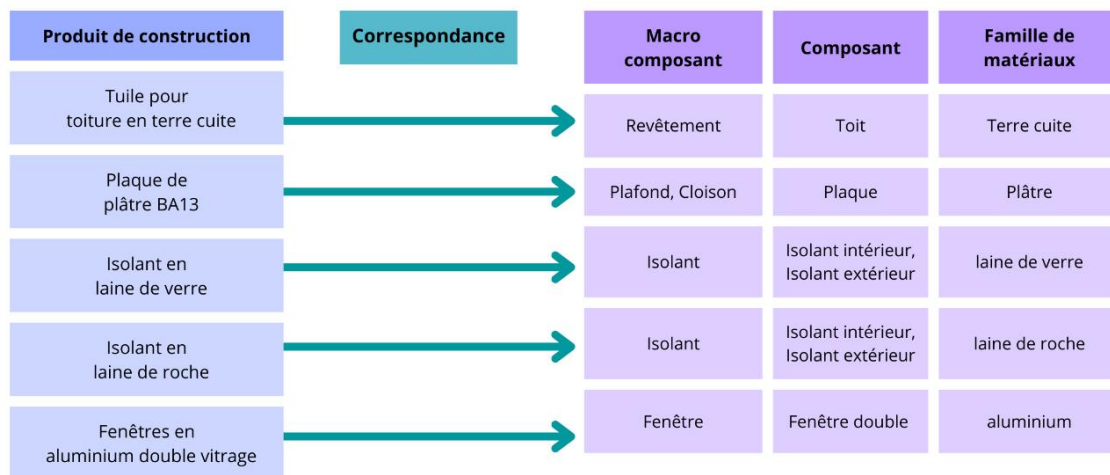 Produit de construction
Correspondance
Macro
composant
Composant
Famille de
matériaux
Tuile pour
toiture en terre cuite
Revêtement
Toit
Terre cuite
Plaque de
plâtre BA13
Plafond, Cloison
Plaque
Plâtre
Isolant en
laine de verre
Isolant
Isolant intérieur,
Isolant extérieur
laine de verre
Isolant en
laine de roche
Isolant
Isolant intérieur,
Isolant extérieur
laine de roche
Fenêtres en
aluminium double vitrage
Fenêtre
Fenêtre double
aluminium